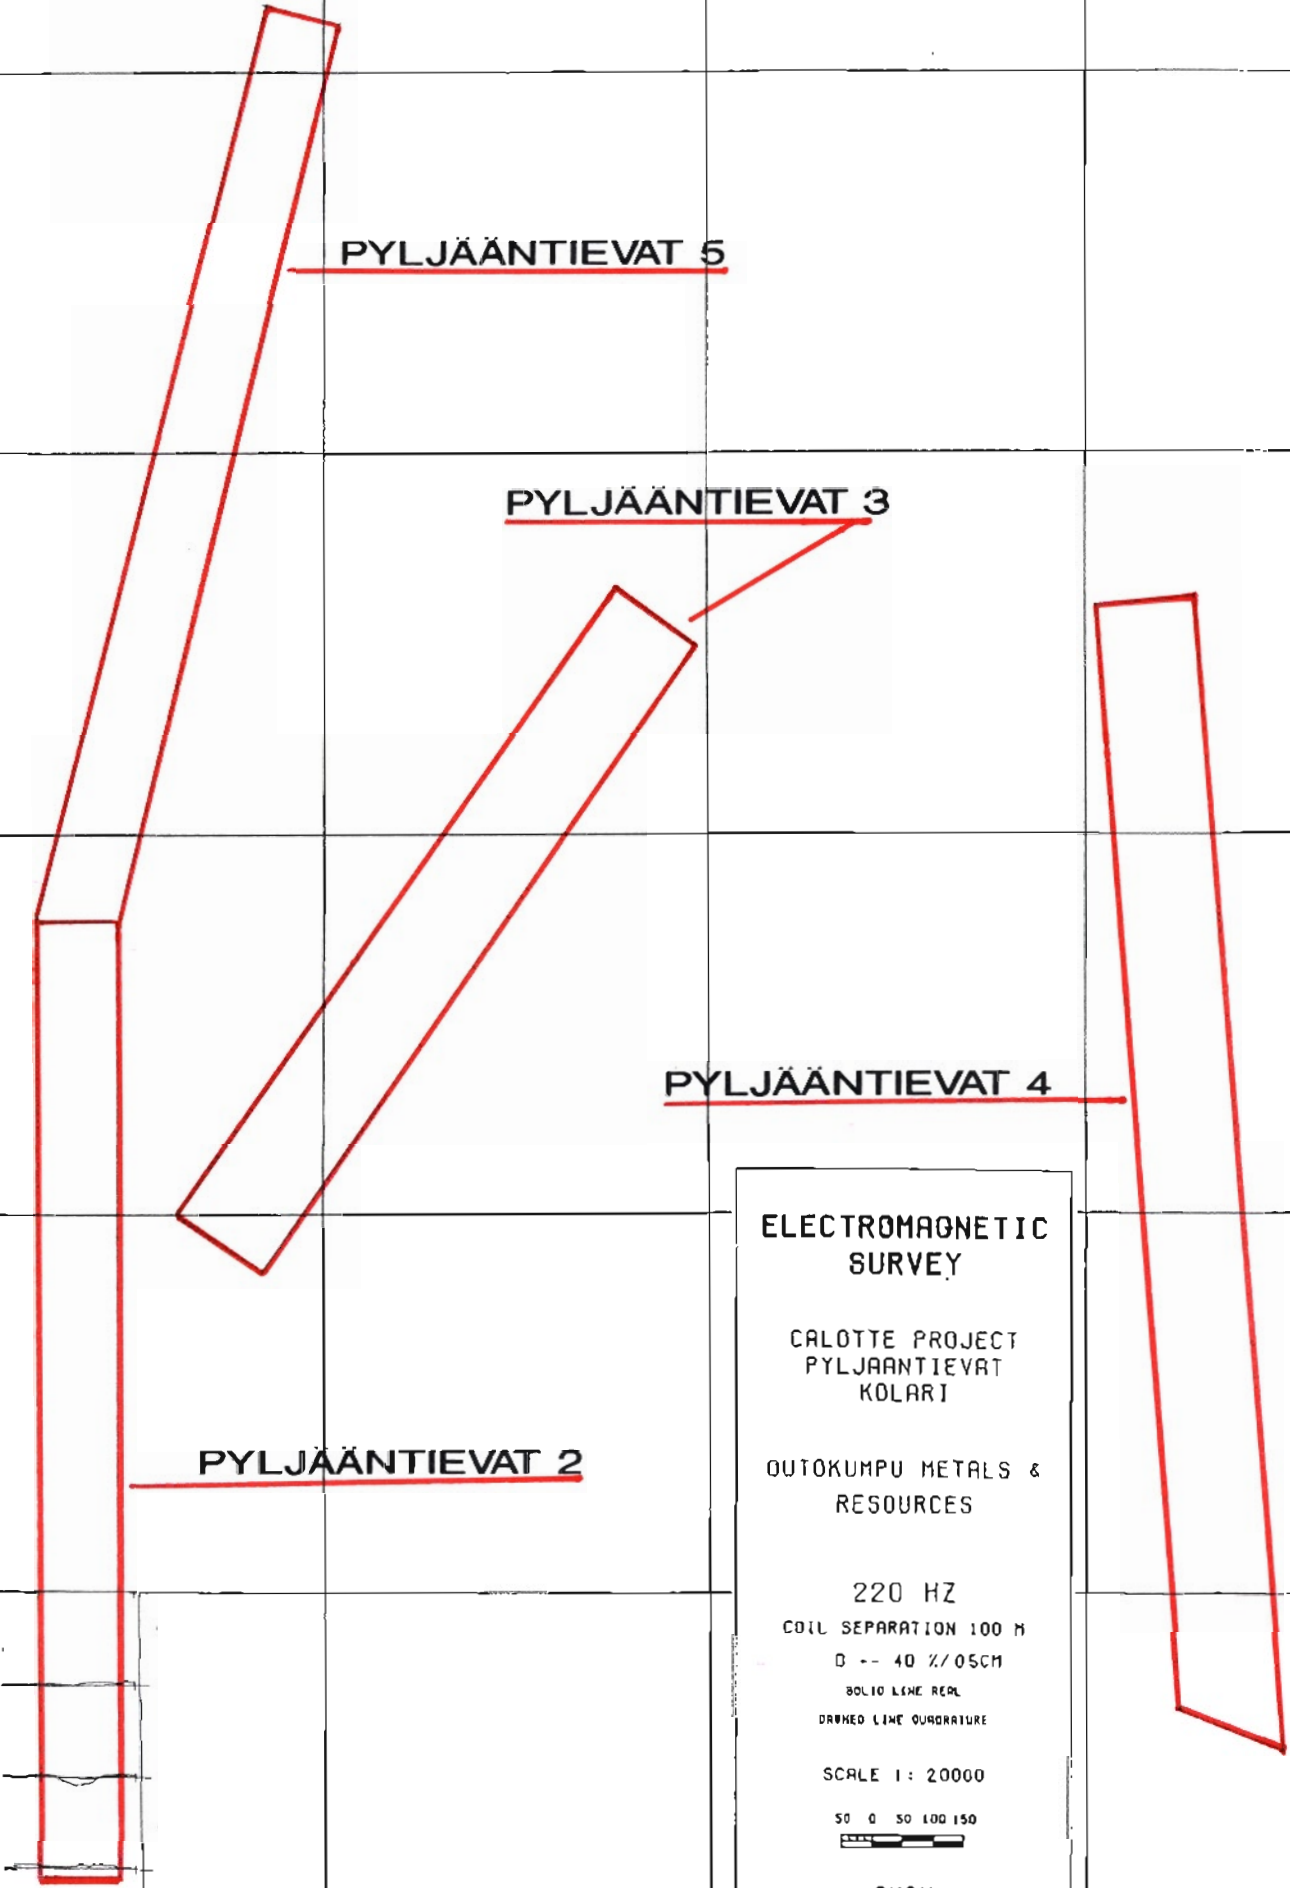 PYLJÄÄNTIEVAT 5
PYLJÄÄNTIEVAT 3
PYLJÄÄNTIEVAT 4
ELECTROMAGNETIC
SURVEY
CALOTTE PROJECT
PYLJAANTIEVAT
KOLARI
OUTOKUMPU METALS &
RESOURCES
PYLJÄÄNTIEVAT 2
220 HZ
COIL SEPARATION 100 M
0 -- 40 %/05CM
SOLID LINE REAL
DASHED LINE QUADRATURE
SCALE 1: 20000
50 0 50 100 150